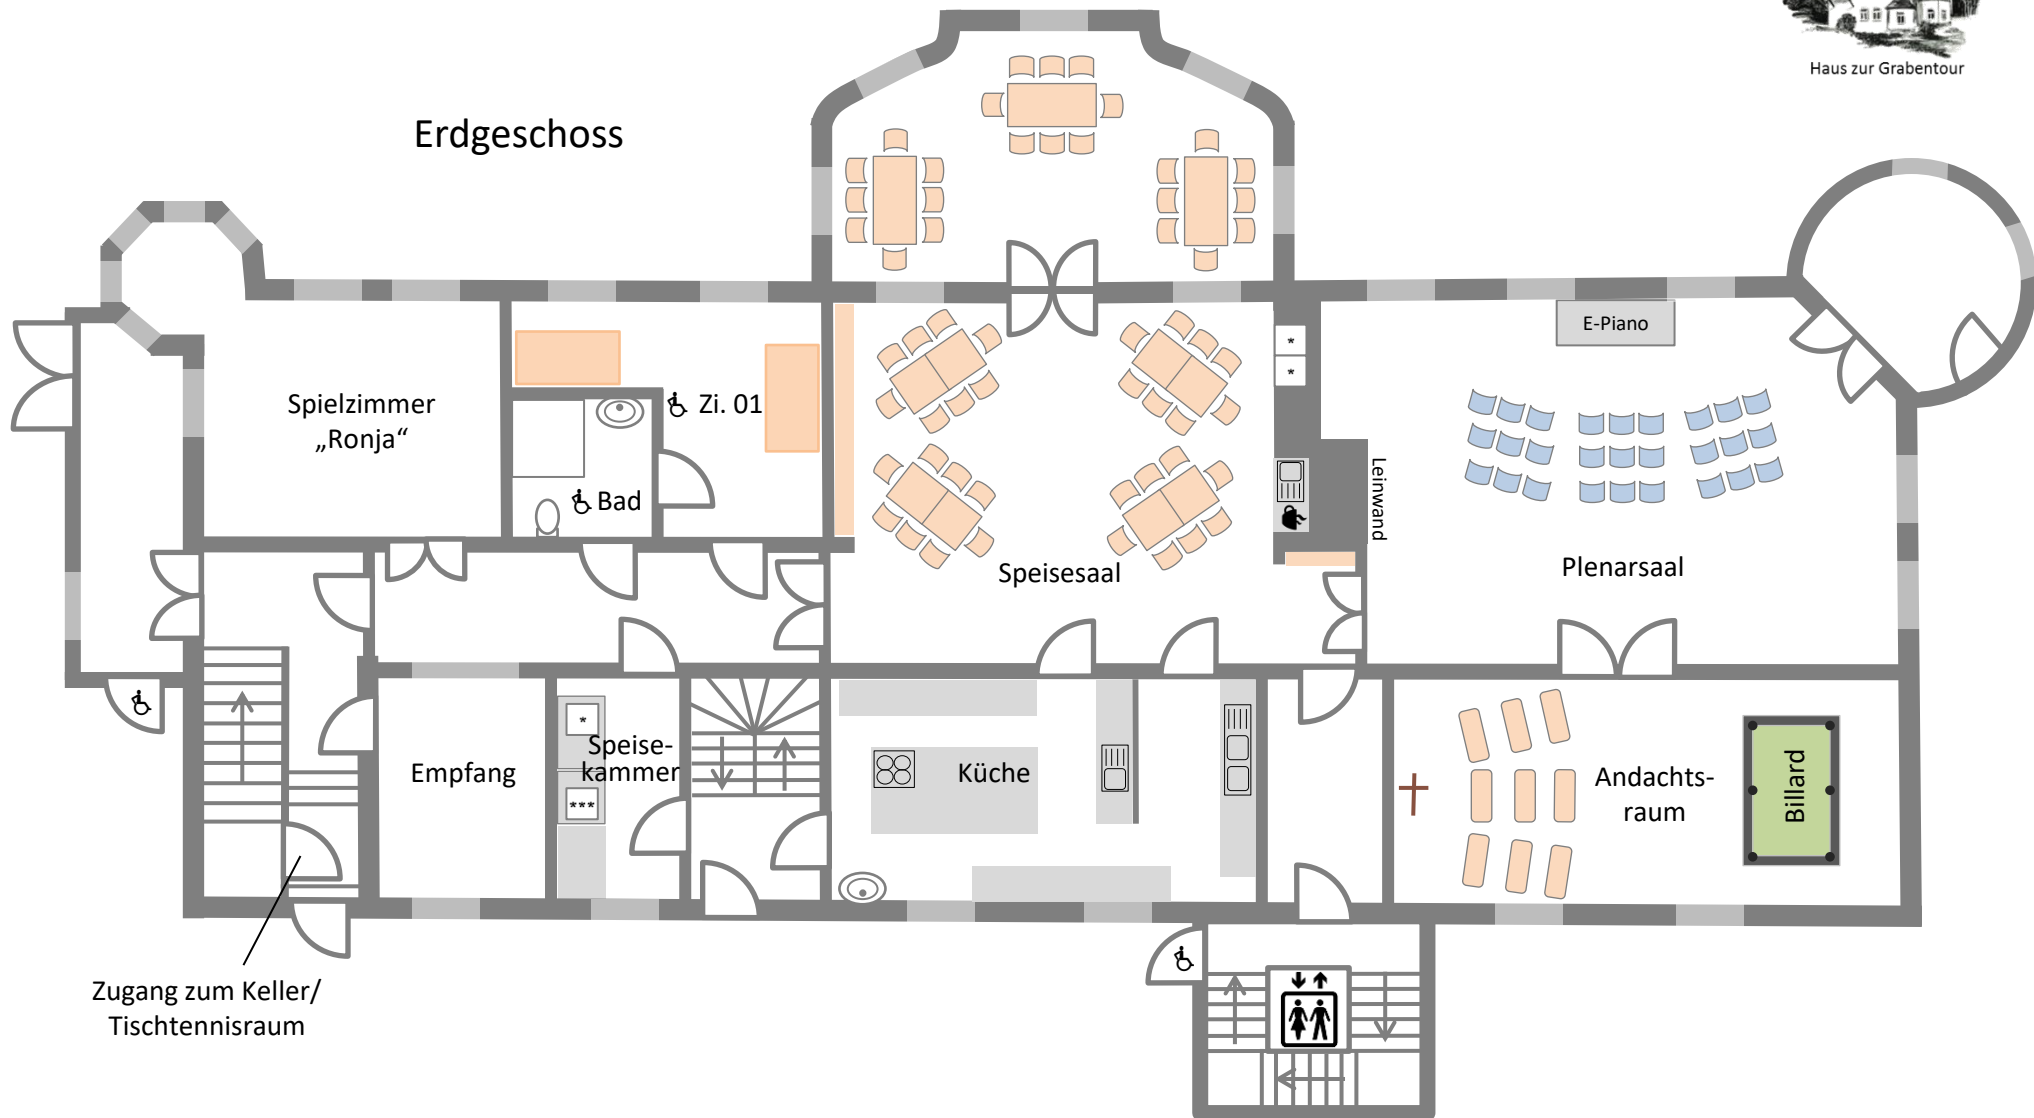 Haus zur Grabentour
Erdgeschoss
E-Piano
Spielzimmer
„Ronja“
Zi. 01
Bad
*
*
Leinwand
Speisesaal
Plenarsaal
Empfang
*
Speise-
kammer
***
Küche
Andachts-
raum
Billard
Zugang zum Keller/
Tischtennisraum